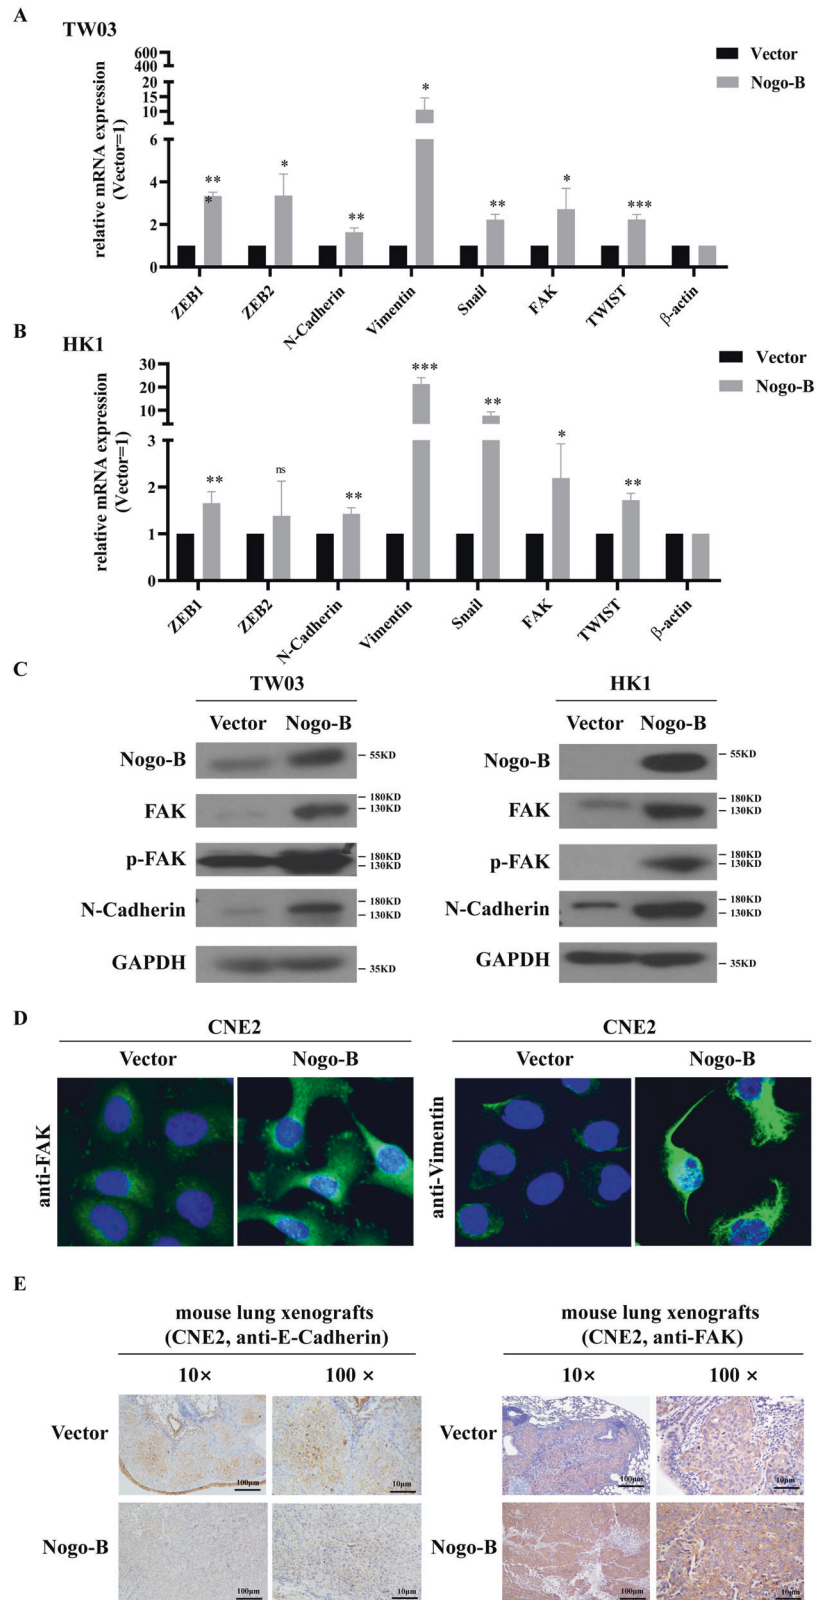 A
TW03
Vector
Nogo-B
relative mRNA expression
(Vector=1)
600
400
20
15
10
6
4
2
0
**
*
*
**
*
**
*
***
ZEB1
ZEB2
N-Cadherin
Vimentin
Snail
FAK
TWIST
β-actin
B
HK1
Vector
Nogo-B
relative mRNA expression
(Vector=1)
30
20
10
3
2
1
0
**
ns
**
***
**
*
**
ZEB1
ZEB2
N-Cadherin
Vimentin
Snail
FAK
TWIST
β-actin
C
TW03
Vector Nogo-B
Nogo-B
55KD
FAK
180KD
130KD
p-FAK
180KD
130KD
N-Cadherin
180KD
130KD
GAPDH
35KD
HK1
Vector Nogo-B
Nogo-B
55KD
FAK
180KD
130KD
p-FAK
180KD
130KD
N-Cadherin
180KD
130KD
GAPDH
35KD
D
CNE2
Vector Nogo-B
anti-FAK
CNE2
Vector Nogo-B
anti-Vimentin
E
mouse lung xenografts
(CNE2, anti-E-Cadherin)
10× 100 ×
Vector
100μm
10μm
Nogo-B
100μm
10μm
mouse lung xenografts
(CNE2, anti-FAK)
10× 100 ×
Vector
100μm
10μm
Nogo-B
100μm
10μm